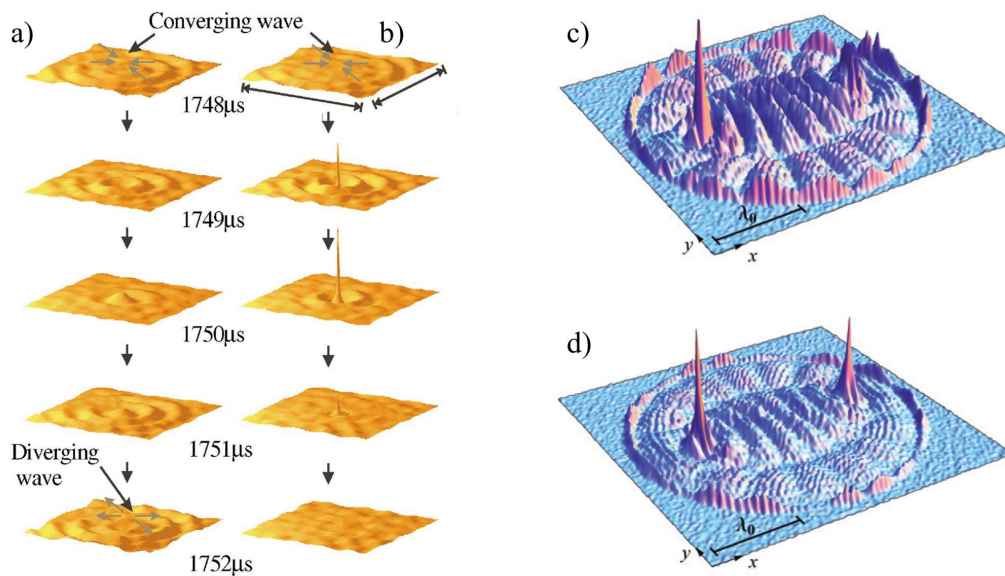 a)
Converging wave
b)
1748µs
1749µs
1750µs
1751µs
Diverging
wave
1752µs
c)
λ₀
y
x
d)
λ₀
y
x